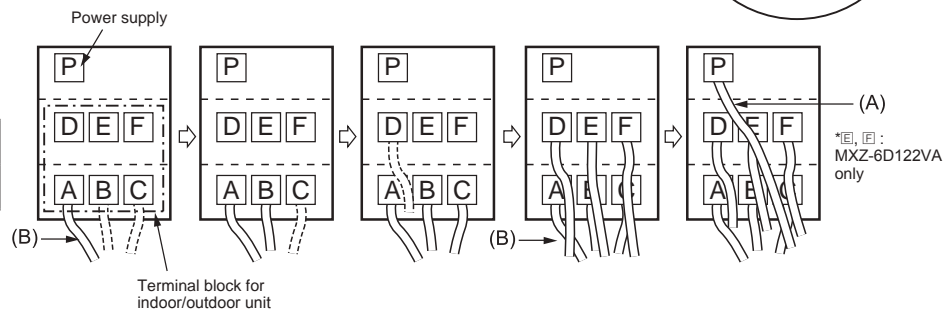 Power supply
P P P P P
D E F D E F D E F D E F D E F
A B C A B C A B C A B C A B C
(A)
*E, F :
MXZ-6D122VA
only
(B) (B)
Terminal block for
indoor/outdoor unit